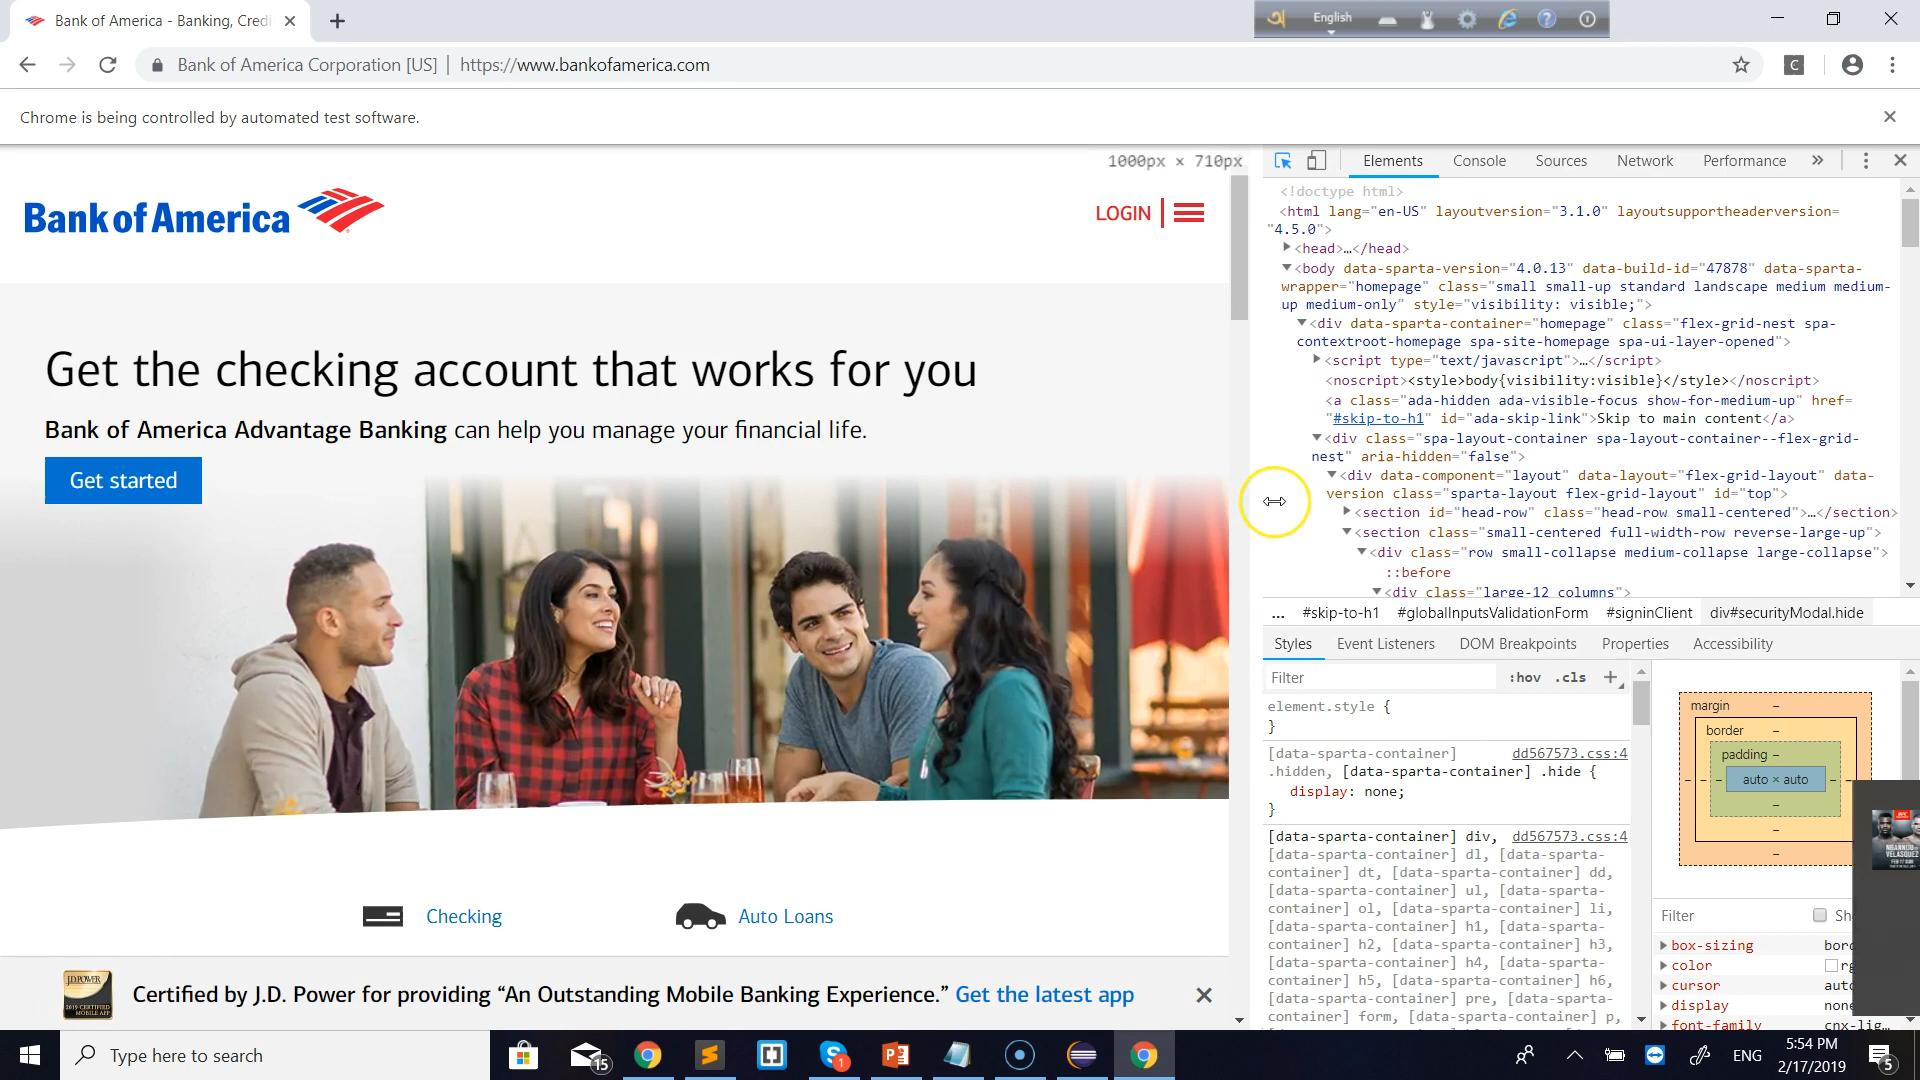 Bank of America - Banking, Credi
English
Bank of America Corporation [US] | https://www.bankofamerica.com
C
Chrome is being controlled by automated test software.
1000px × 710px
Bank of America
LOGIN
Get the checking account that works for you
Bank of America Advantage Banking can help you manage your financial life.
Get started
Checking
Auto Loans
J.D. POWER
Certified by J.D. Power for providing “An Outstanding Mobile Banking Experience.” Get the latest app
Elements Console Sources Network Performance »
<!doctype html>
<html lang="en-US" layoutversion="3.1.0" layoutsupportheaderversion=
"4.5.0">
<head>…</head>
<body data-sparta-version="4.0.13" data-build-id="47878" data-sparta-
wrapper="homepage" class="small small-up standard landscape medium medium-
up medium-only" style="visibility: visible;">
<div data-sparta-container="homepage" class="flex-grid-nest spa-
contextroot-homepage spa-site-homepage spa-ui-layer-opened">
<script type="text/javascript">…</script>
<noscript><style>body{visibility:visible}</style></noscript>
<a class="ada-hidden ada-visible-focus show-for-medium-up" href=
"#skip-to-h1" id="ada-skip-link">Skip to main content</a>
<div class="spa-layout-container spa-layout-container--flex-grid-
nest" aria-hidden="false">
<div data-component="layout" data-layout="flex-grid-layout" data-
version class="sparta-layout flex-grid-layout" id="top">
<section id="head-row" class="head-row small-centered">…</section>
<section class="small-centered full-width-row reverse-large-up">
<div class="row small-collapse medium-collapse large-collapse">
::before
<div class="large-12 columns">
... #skip-to-h1 #globalInputsValidationForm #signinClient div#securityModal.hide
Styles Event Listeners DOM Breakpoints Properties Accessibility
Filter :hov .cls +
element.style {
}
[data-sparta-container] dd567573.css:4
.hidden, [data-sparta-container] .hide {
display: none;
}
[data-sparta-container] div, dd567573.css:4
[data-sparta-container] dl, [data-sparta-
container] dt, [data-sparta-container] dd,
[data-sparta-container] ul, [data-sparta-
container] ol, [data-sparta-container] li,
[data-sparta-container] h1, [data-sparta-
container] h2, [data-sparta-container] h3,
[data-sparta-container] h4, [data-sparta-
container] h5, [data-sparta-container] h6,
[data-sparta-container] pre, [data-sparta-
container] form, [data-sparta-container] p,
margin –
border –
padding –
– – – auto × auto – –
–
–
–
Filter Sh
box-sizing bord
color rg
cursor auto
display none
font-family cnx-lig…
NGANNOU
VELASQUEZ
Type here to search
15
1
ENG
5:54 PM
2/17/2019
5